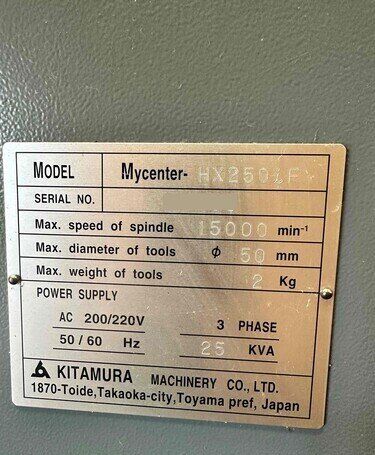 MODEL Mycenter-HX250iF
SERIAL NO.
Max. speed of spindle 15000 min⁻¹
Max. diameter of tools ϕ 50 mm
Max. weight of tools 2 Kg
POWER SUPPLY
AC 200/220V 3 PHASE
50/60 Hz 25 KVA
KITAMURA MACHINERY CO., LTD.
1870-Toide,Takaoka-city,Toyama pref, Japan